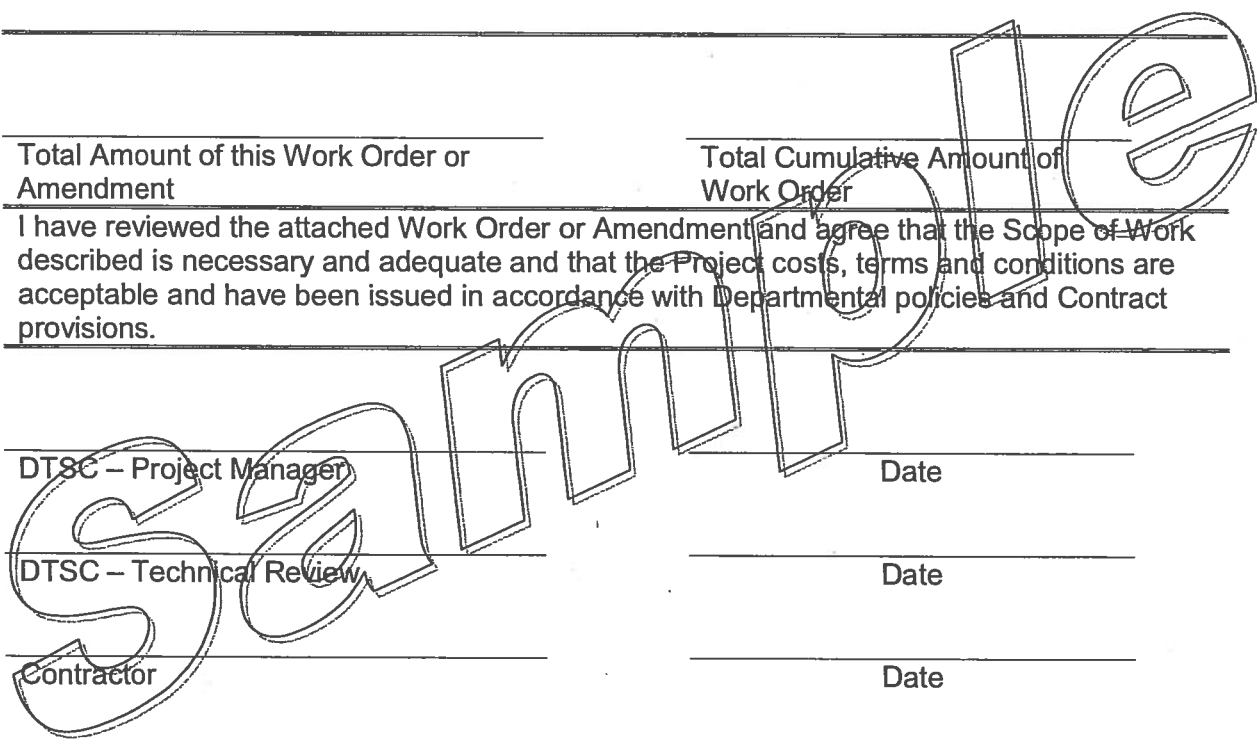 Total Amount of this Work Order or
Amendment
Total Cumulative Amount of
Work Order
I have reviewed the attached Work Order or Amendment and agree that the Scope of Work
described is necessary and adequate and that the Project costs, terms and conditions are
acceptable and have been issued in accordance with Departmental policies and Contract
provisions.
DTSC – Project Manager
Date
DTSC – Technical Review
Date
Contractor
Date
Sample